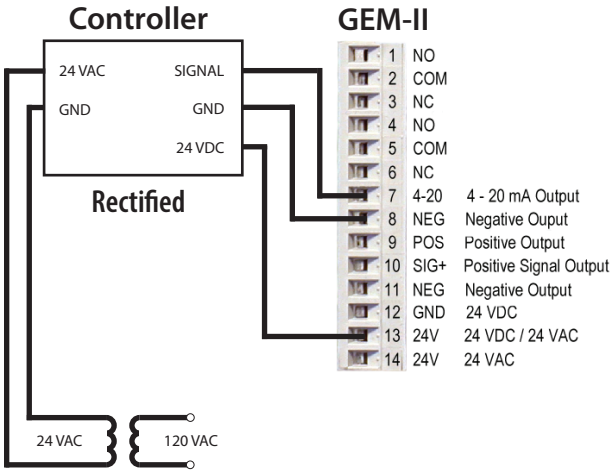 Controller
GEM-II
24 VAC SIGNAL
GND GND
24 VDC
Rectified
1 NO
2 COM
3 NC
4 NO
5 COM
6 NC
7 4-20 4 - 20 mA Output
8 NEG Negative Ouput
9 POS Positive Output
10 SIG+ Positive Signal Output
11 NEG Negative Output
12 GND 24 VDC
13 24V 24 VDC / 24 VAC
14 24V 24 VAC
24 VAC 120 VAC